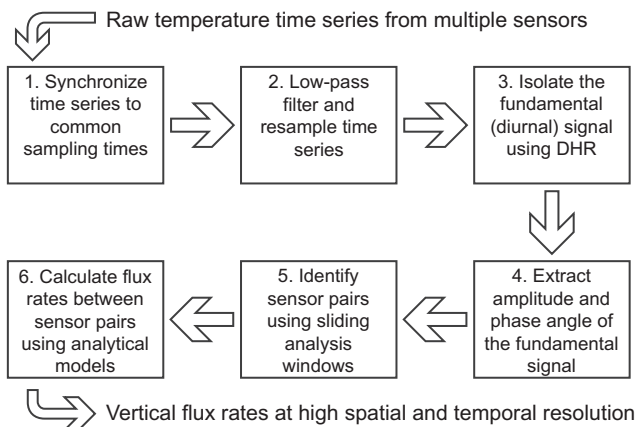 Raw temperature time series from multiple sensors
1. Synchronize
time series to
common
sampling times
2. Low-pass
filter and
resample time
series
3. Isolate the
fundamental
(diurnal) signal
using DHR
4. Extract
amplitude and
phase angle of
the fundamental
signal
5. Identify
sensor pairs
using sliding
analysis
windows
6. Calculate flux
rates between
sensor pairs
using analytical
models
Vertical flux rates at high spatial and temporal resolution